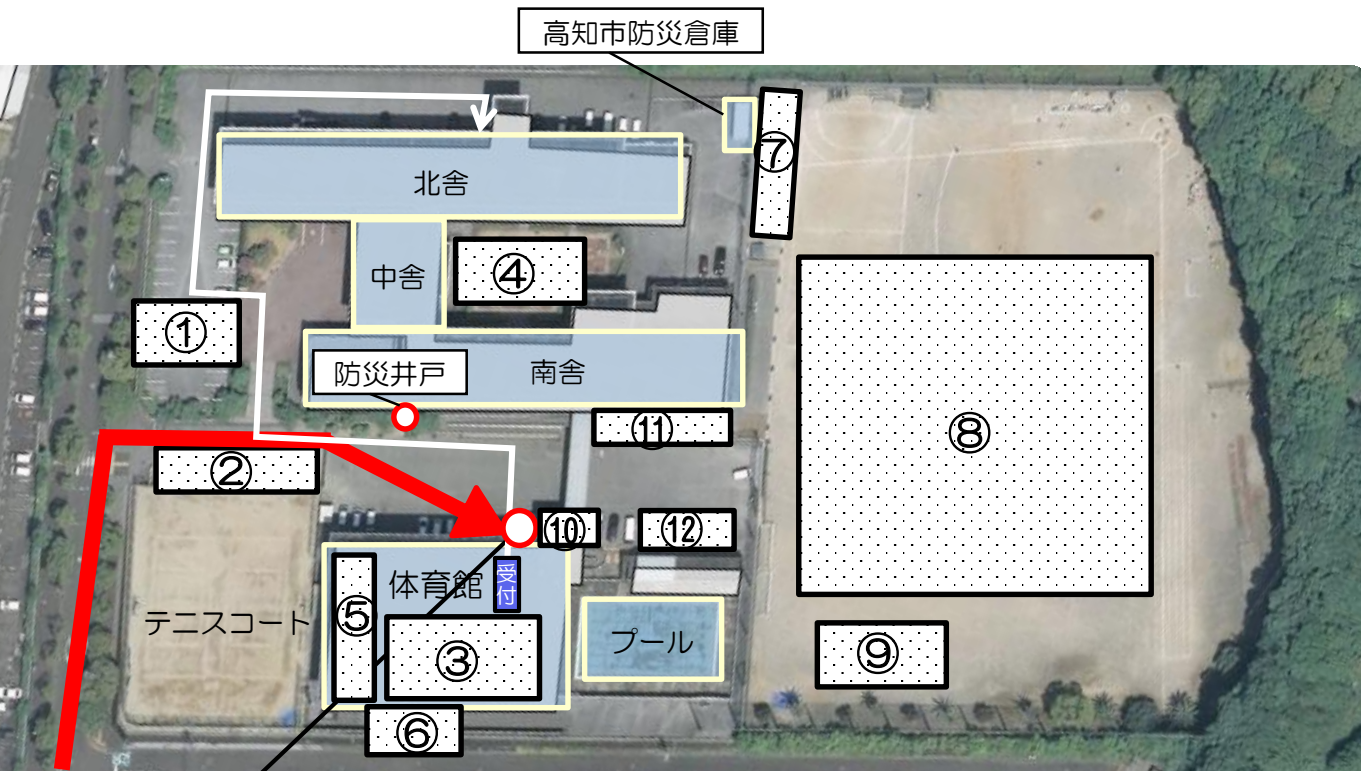 高知市防災倉庫
⑦
北舎
中舎
④
①
防災井戸
南舎
⑧
⑪
②
⑩
⑫
体育館
受付
⑤
テニスコート
③
プール
⑨
⑥